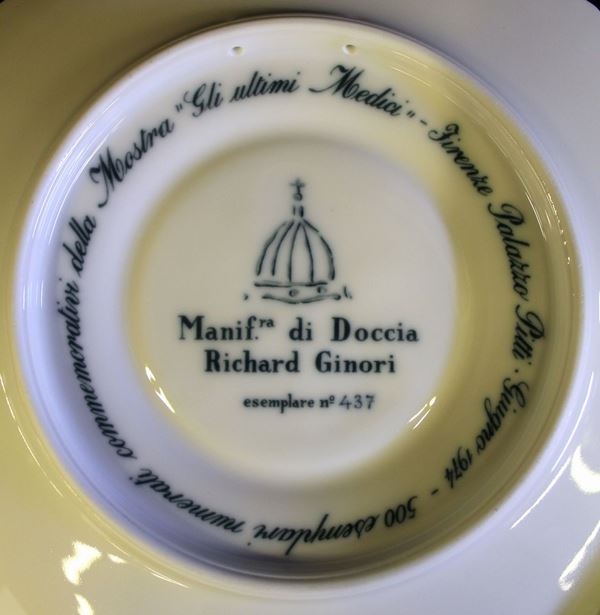 500 esemplari numerati commemorativi della Mostra "Gli ultimi Medici" - Firenze Palazzo Pitti. Giugno 1974 -
Manif.ra di Doccia
Richard Ginori
esemplare nº 437